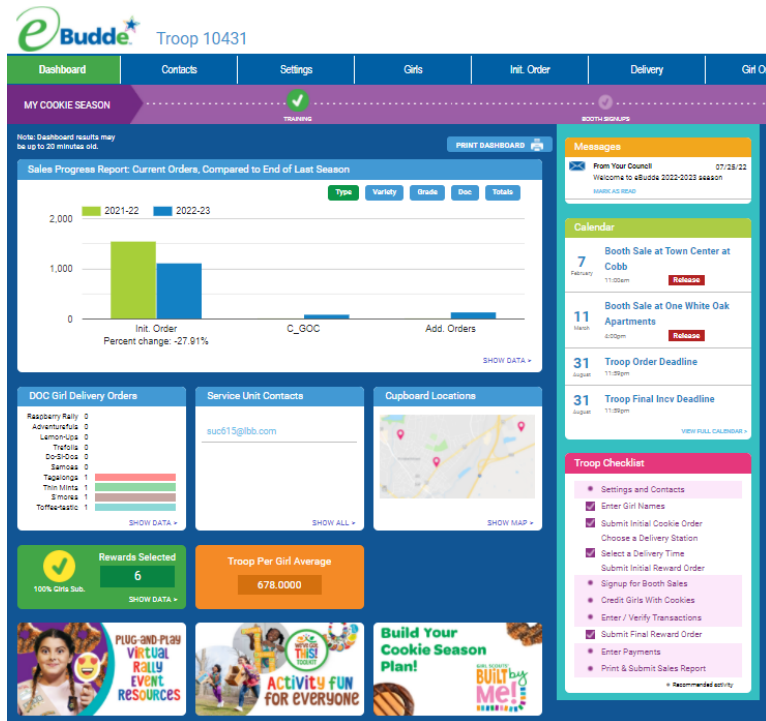 eBudde Troop 10431
Dashboard Contacts Settings Girls Init. Order Delivery Girl O
MY COOKIE SEASON
TRAINING
BOOTH SIGNUPS
Note: Dashboard results may
be up to 20 minutes old.
PRINT DASHBOARD
Sales Progress Report: Current Orders, Compared to End of Last Season
Type Variety Grade Doc Totals
2021-22 2022-23
2,000
1,000
0
Init. Order C_GOC Add. Orders
Percent change: -27.91%
SHOW DATA >
DOC Girl Delivery Orders
Raspberry Rally 0
Adventurefuls 0
Lemon-Ups 0
Trefoils 0
Do-Si-Dos 0
Samoas 0
Tagalongs 1
Thin Mints 1
S'mores 1
Toffee-tastic 1
SHOW DATA >
Service Unit Contacts
suc615@lbb.com
SHOW ALL >
Cupboard Locations
SHOW MAP >
100% Girls Sub.
Rewards Selected
6
SHOW DATA >
Troop Per Girl Average
678.0000
PLUG-AND-PLAY
VIRTUAL
RALLY
EVENT
RESOURCES
WE'VE GOT
THIS!
TOOLKIT
ACTIVITY FUN
FOR EVERYONE
Build Your
Cookie Season
Plan!
GIRL SCOUTS'
BUILT by
Me!
Messages
From Your Council 07/28/22
Welcome to eBudde 2022-2023 season
MARK AS READ
Calendar
7
February
Booth Sale at Town Center at
Cobb
11:00am Release
11
March
Booth Sale at One White Oak
Apartments
4:00pm Release
31
August
Troop Order Deadline
11:59pm
31
August
Troop Final Incv Deadline
11:59pm
VIEW FULL CALENDAR >
Troop Checklist
Settings and Contacts
Enter Girl Names
Submit Initial Cookie Order
Choose a Delivery Station
Select a Delivery Time
Submit Initial Reward Order
Signup for Booth Sales
Credit Girls With Cookies
Enter / Verify Transactions
Submit Final Reward Order
Enter Payments
Print & Submit Sales Report
* Recommended activity